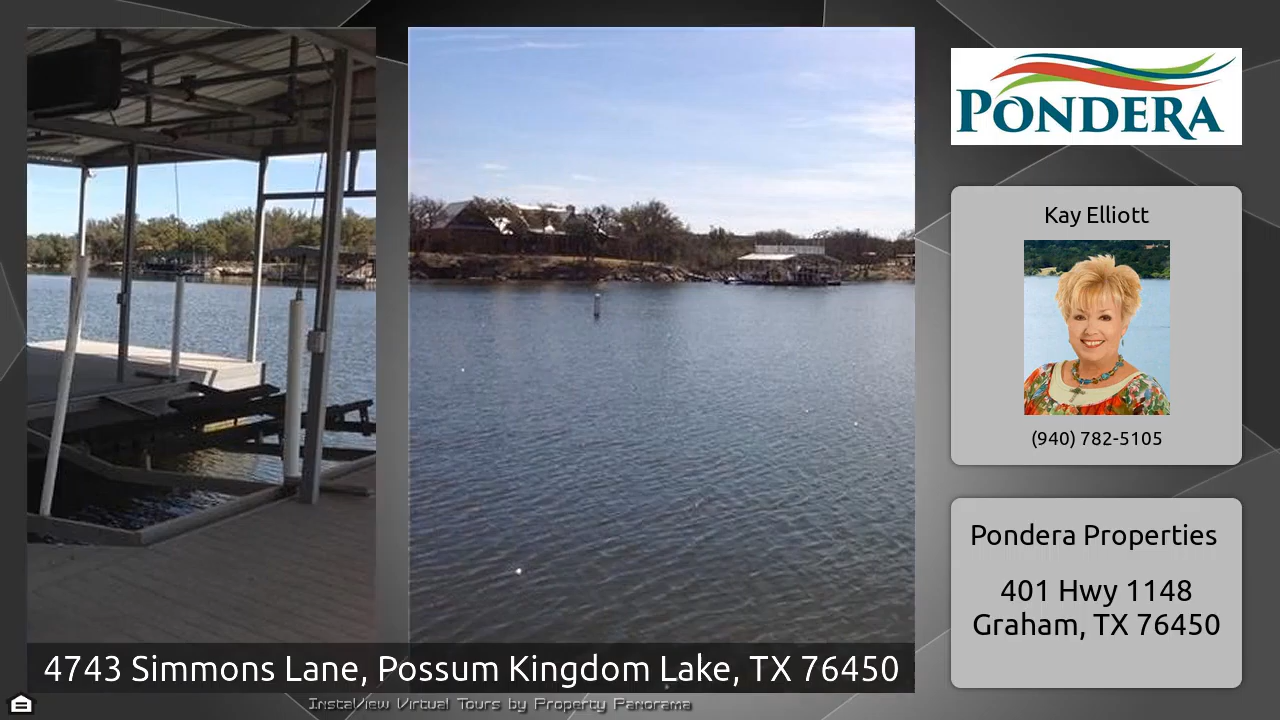 PONDERA
Kay Elliott
(940) 782-5105
Pondera Properties
401 Hwy 1148
Graham, TX 76450
4743 Simmons Lane, Possum Kingdom Lake, TX 76450
InstaView Virtual Tours by Property Panorama